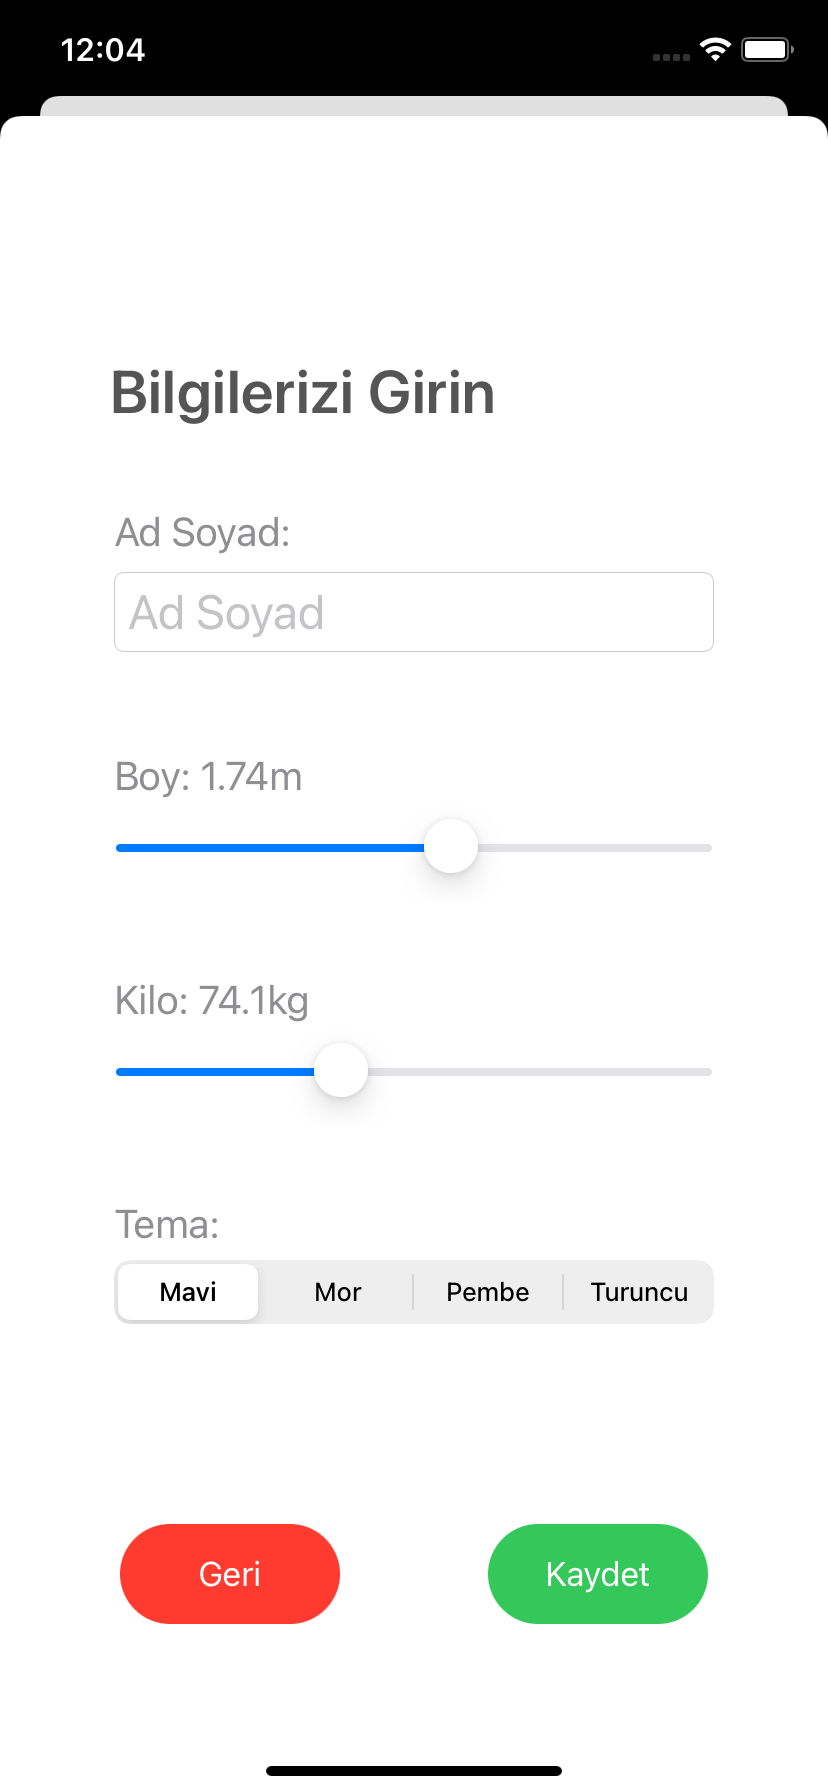 12:04
Bilgilerizi Girin
Ad Soyad:
Ad Soyad
Boy: 1.74m
Kilo: 74.1kg
Tema:
Mavi Mor Pembe Turuncu
Geri Kaydet